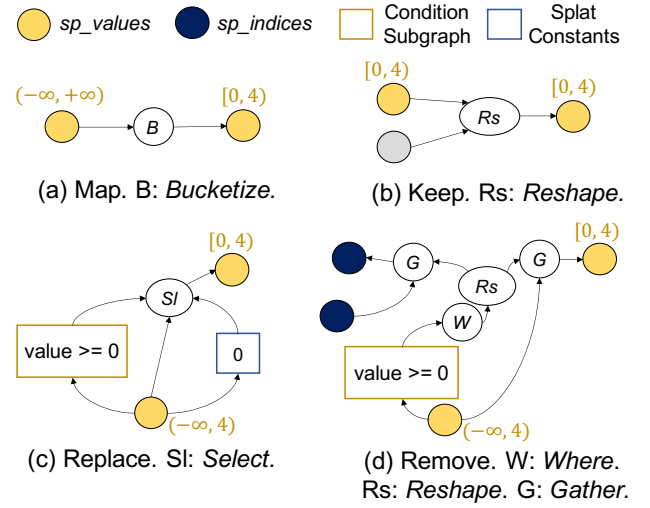 sp_values
sp_indices
Condition Subgraph
Splat Constants
(−∞, +∞)
[0, 4)
B
(a) Map. B: Bucketize.
[0, 4)
[0, 4)
Rs
(b) Keep. Rs: Reshape.
[0, 4)
Sl
value >= 0
0
(−∞, 4)
(c) Replace. Sl: Select.
[0, 4)
G
G
Rs
W
value >= 0
(−∞, 4)
(d) Remove. W: Where.
Rs: Reshape. G: Gather.